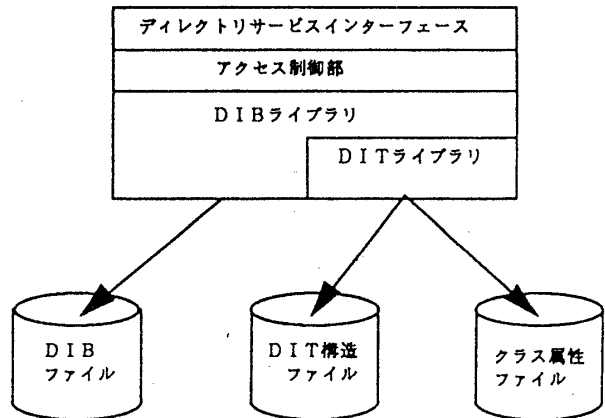 ディレクトリサービスインターフェース
アクセス制御部
DIBライブラリ
DITライブラリ
DIB
ファイル
DIT構造
ファイル
クラス属性
ファイル